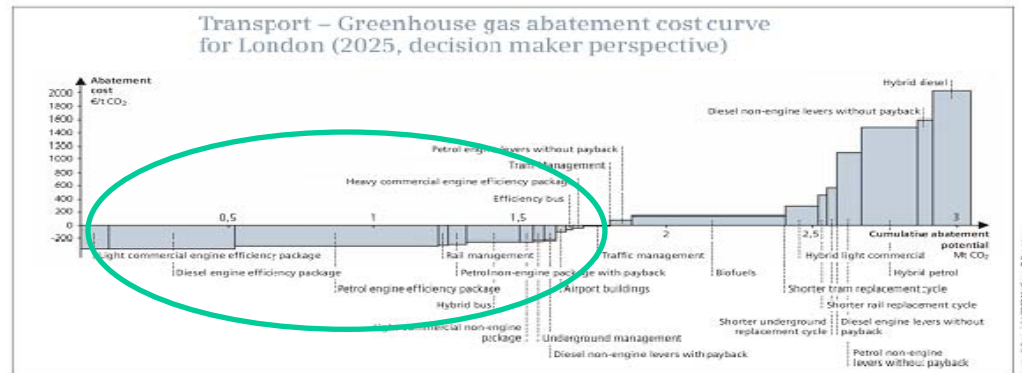 Transport – Greenhouse gas abatement cost curve
for London (2025, decision maker perspective)
Abatement
cost
€/t CO₂
Hybrid diesel
2000
1800
1600
1400
1200
1000
800
600
400
200
0
-200
Diesel non-engine levers without payback
Petrol engine levers without payback
Tram Management
Heavy commercial engine efficiency package
Efficiency bus
0,5
1
1,5
2
2,5
3
Cumulative abatement
potential
Mt CO₂
Light commercial engine efficiency package
Rail management
Traffic management
Hybrid light commercial
Diesel engine efficiency package
Petrol non-engine package with payback
Biofuels
Hybrid petrol
Petrol engine efficiency package
Airport buildings
Shorter tram replacement cycle
Hybrid bus
Shorter rail replacement cycle
commercial non-engine
package
Underground management
Shorter underground
replacement cycle
Diesel engine levers without
payback
Diesel non-engine levers with payback
Petrol non-engine
levers without payback